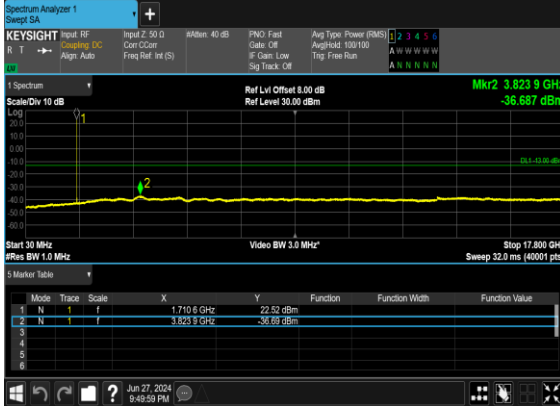 Spectrum Analyzer 1
Swept SA
+
KEYSIGHT Input: RF Input Z: 50 Ω #Atten: 40 dB PNO: Fast Avg Type: Power (RMS) 1 2 3 4 5 6
R T Coupling: DC Corr CCorr Gate: Off Avg|Hold: 100/100 A W W W W W
Align: Auto Freq Ref: Int (S) IF Gain: Low Trig: Free Run
Sig Track: Off A N N N N N
1 Spectrum
Ref Lvl Offset 8.00 dB Mkr2 3.823 9 GHz
Scale/Div 10 dB Ref Level 30.00 dBm -36.687 dBm
Log
20.0
10.0
0.00
-10.0
DL1 -13.00 dBm
-20.0
-30.0
-40.0
-50.0
-60.0
1
2
Start 30 MHz Video BW 3.0 MHz* Stop 17.800 GHz
#Res BW 1.0 MHz Sweep 32.0 ms (40001 pts)
5 Marker Table
Mode Trace Scale X Y Function Function Width Function Value
1 N 1 f 1.710 6 GHz 22.52 dBm
2 N 1 f 3.823 9 GHz -36.69 dBm
3
4
5
6
?
Jun 27, 2024
9:49:59 PM